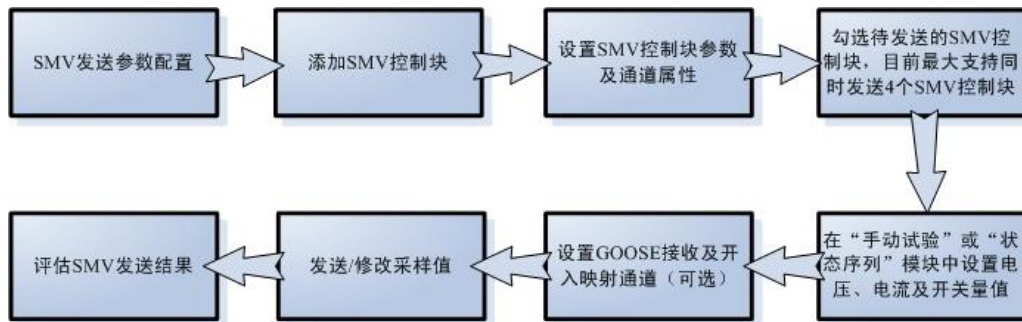 SMV发送参数配置
添加SMV控制块
设置SMV控制块参数
及通道属性
勾选待发送的SMV控
制块，目前最大支持同
时发送4个SMV控制块
在“手动试验”或“状
态序列”模块中设置电
压、电流及开关量值
设置GOOSE接收及开
入映射通道（可选）
发送/修改采样值
评估SMV发送结果